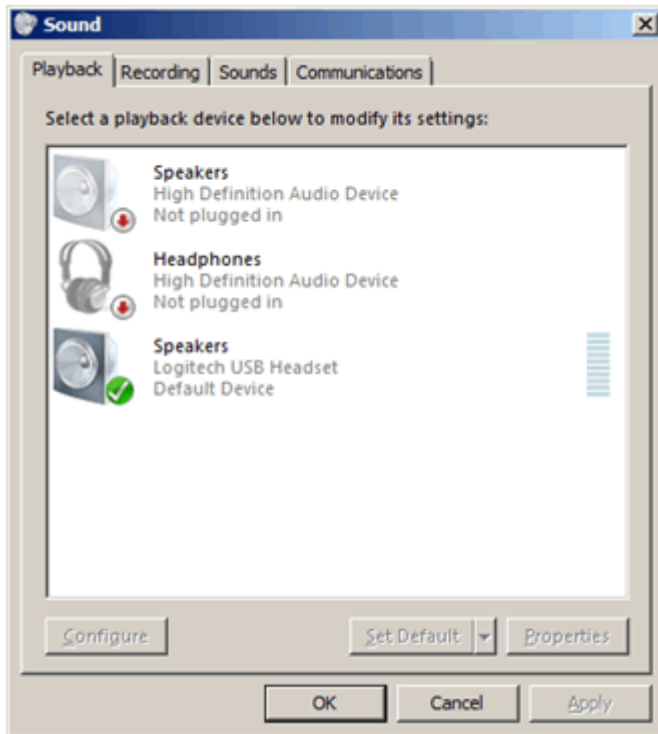 Sound
Playback Recording Sounds Communications
Select a playback device below to modify its settings:
Speakers
High Definition Audio Device
Not plugged in
Headphones
High Definition Audio Device
Not plugged in
Speakers
Logitech USB Headset
Default Device
Configure Set Default Properties
OK Cancel Apply